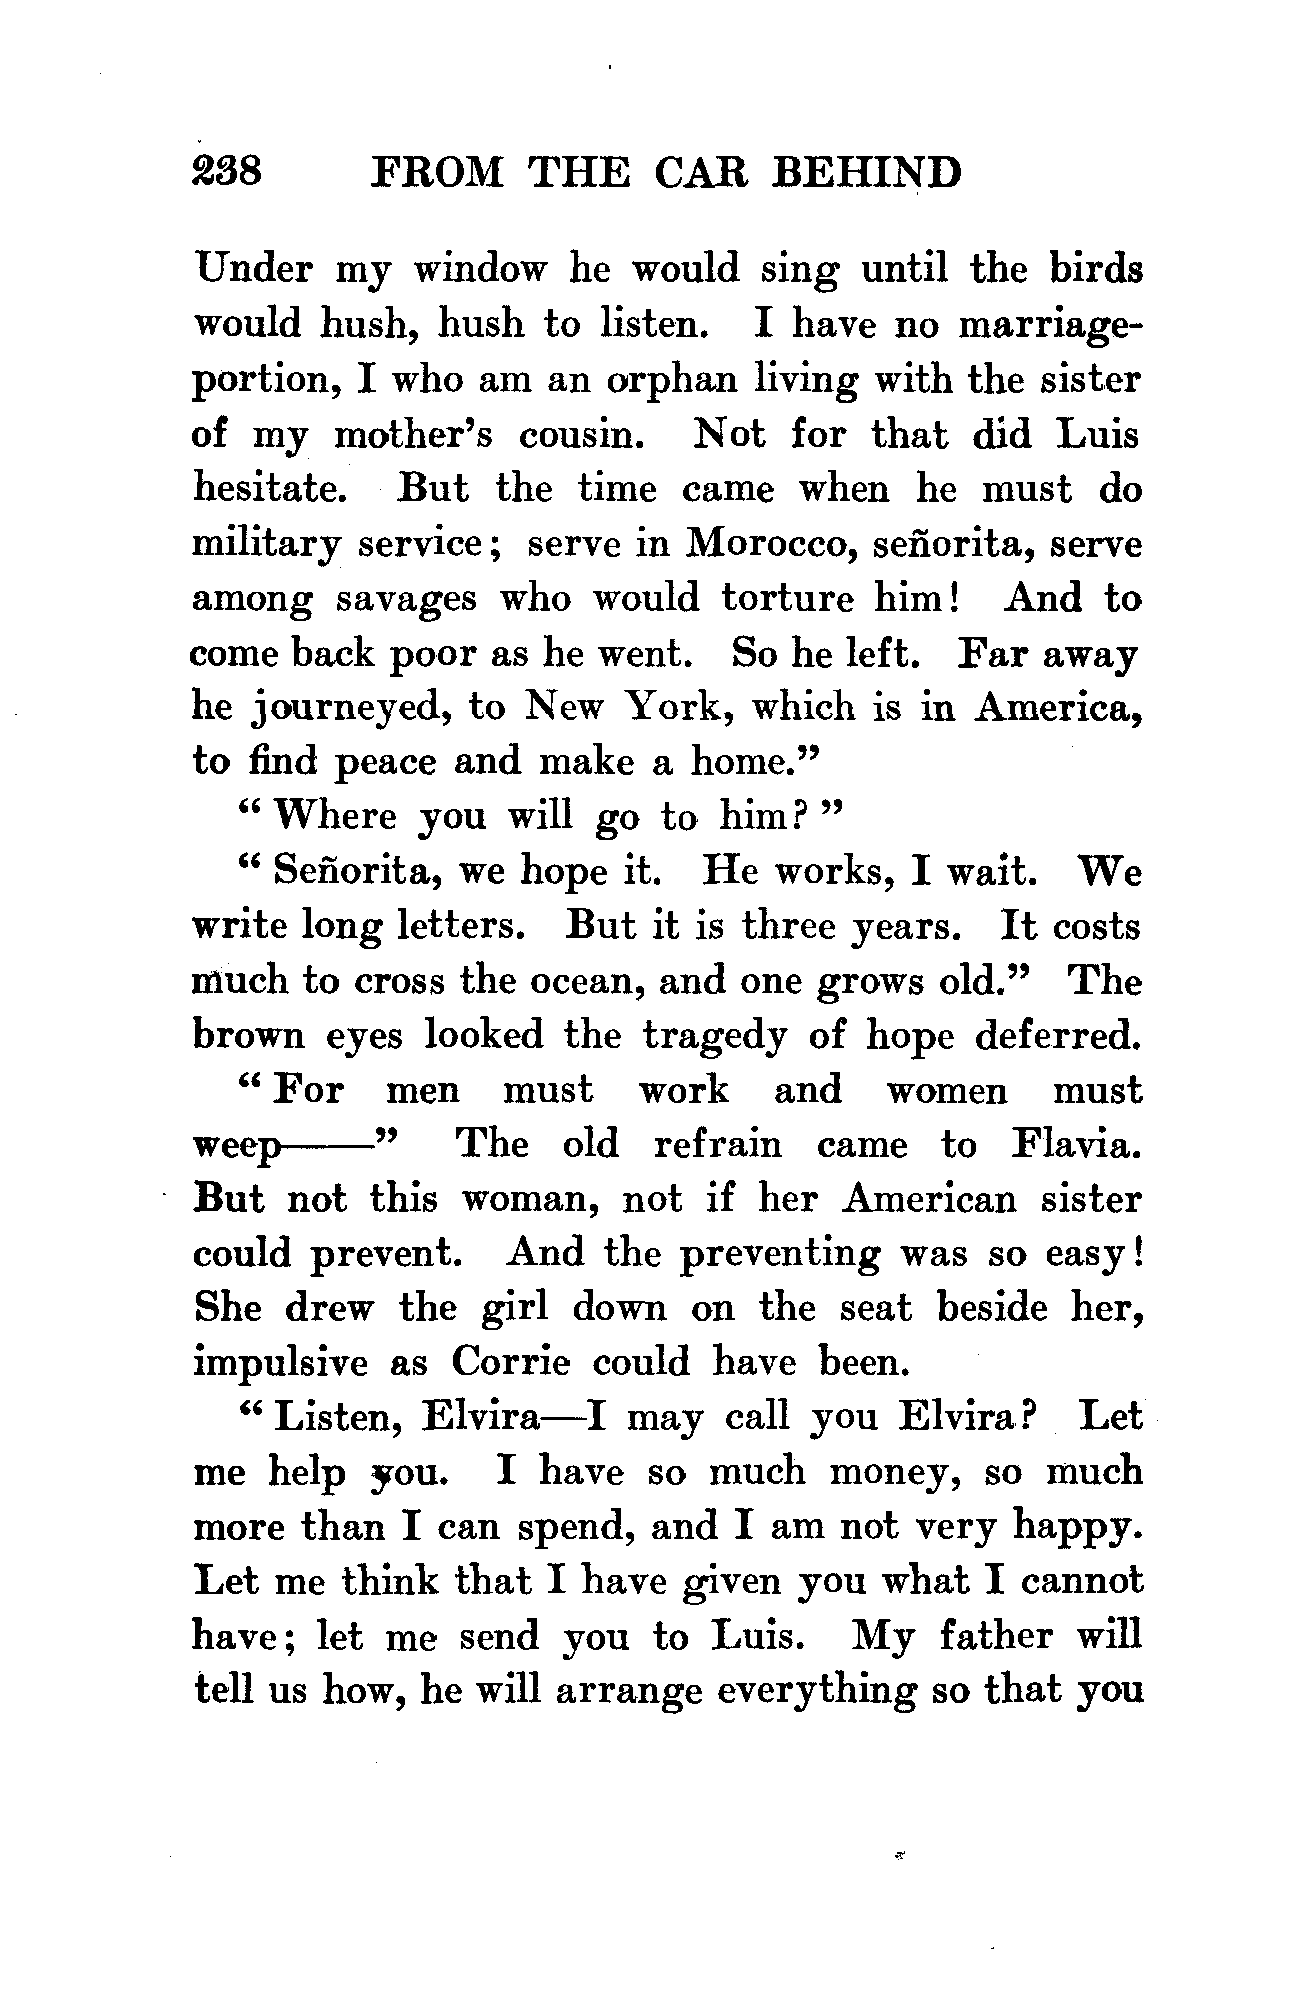 238 FROM THE CAR BEHIND
Under my window he would sing until the birds
would hush, hush to listen. I have no marriage-
portion, I who am an orphan living with the sister
of my mother's cousin. Not for that did Luis
hesitate. But the time came when he must do
military service; serve in Morocco, señorita, serve
among savages who would torture him! And to
come back poor as he went. So he left. Far away
he journeyed, to New York, which is in America,
to find peace and make a home."
"Where you will go to him?"
"Señorita, we hope it. He works, I wait. We
write long letters. But it is three years. It costs
much to cross the ocean, and one grows old." The
brown eyes looked the tragedy of hope deferred.
"For men must work and women must
weep——" The old refrain came to Flavia.
But not this woman, not if her American sister
could prevent. And the preventing was so easy!
She drew the girl down on the seat beside her,
impulsive as Corrie could have been.
"Listen, Elvira—I may call you Elvira? Let
me help you. I have so much money, so much
more than I can spend, and I am not very happy.
Let me think that I have given you what I cannot
have; let me send you to Luis. My father will
tell us how, he will arrange everything so that you